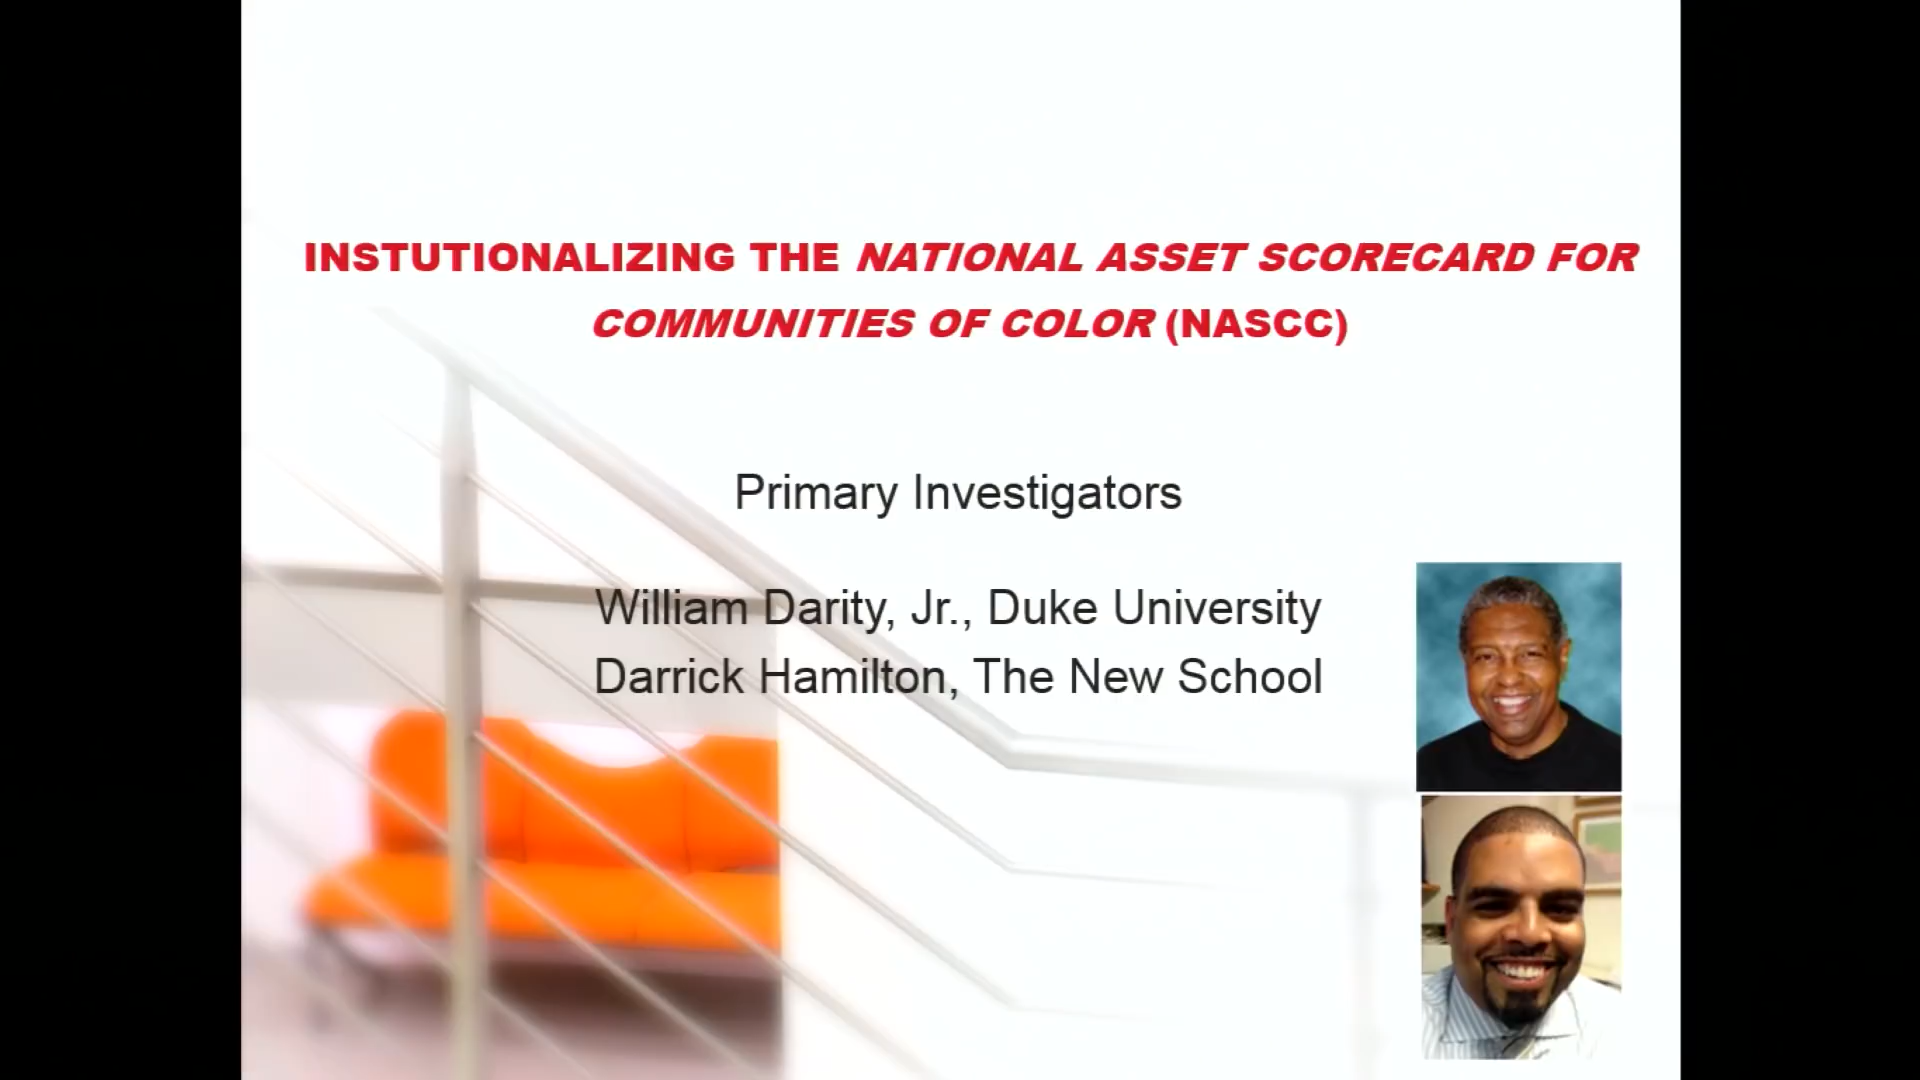 INSTUTIONALIZING THE NATIONAL ASSET SCORECARD FOR
COMMUNITIES OF COLOR (NASCC)
Primary Investigators
William Darity, Jr., Duke University
Darrick Hamilton, The New School